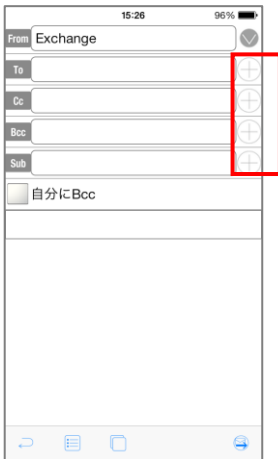 15:26 96%
From Exchange
To
Cc
Bcc
Sub
自分にBcc